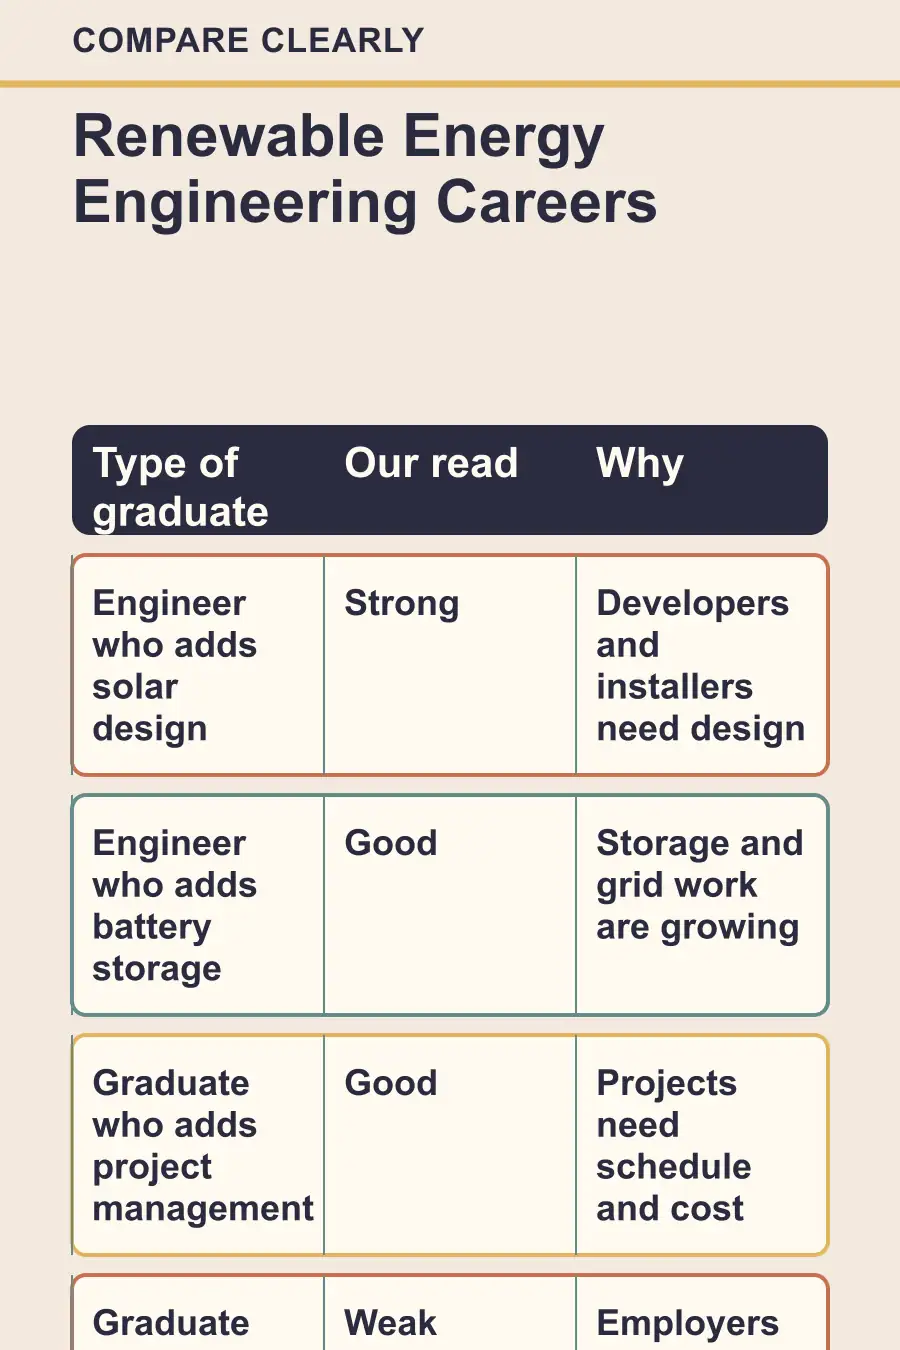 COMPARE CLEARLY
Renewable Energy
Engineering Careers
Type of graduate	Our read	Why
Engineer who adds solar design	Strong	Developers and installers need design
Engineer who adds battery storage	Good	Storage and grid work are growing
Graduate who adds project management	Good	Projects need schedule and cost
Graduate	Weak	Employers